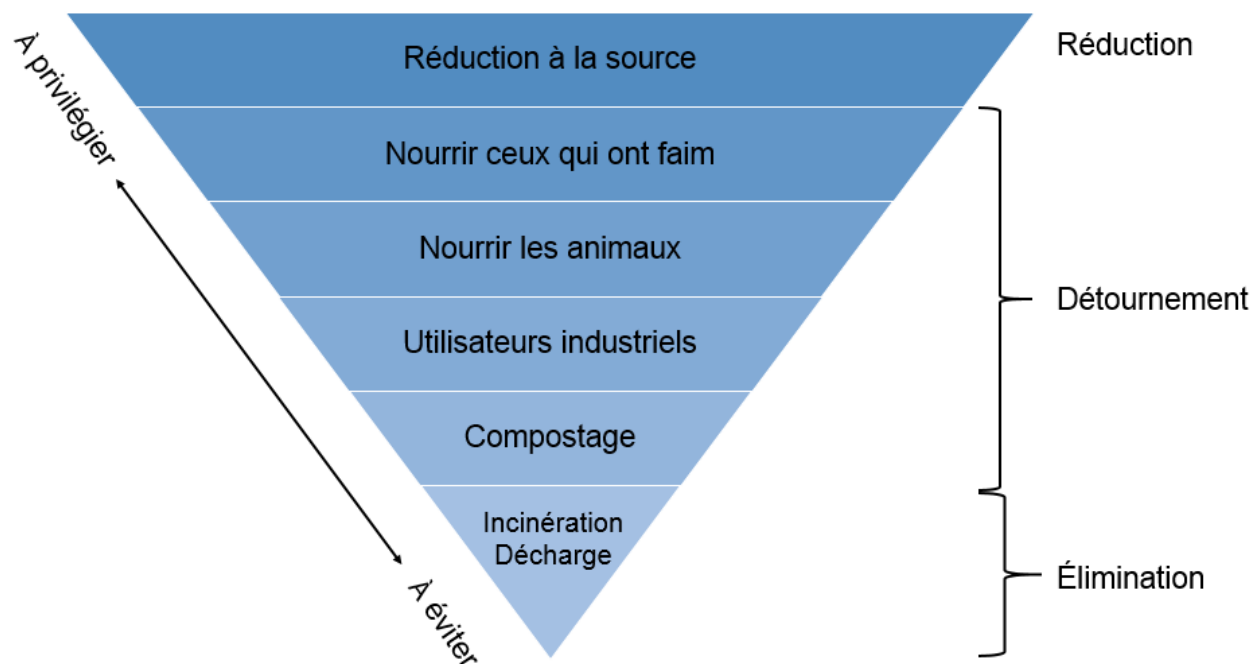 À privilégier
Réduction à la source
Réduction
Nourrir ceux qui ont faim
Nourrir les animaux
Détournement
Utilisateurs industriels
Compostage
Incinération
Décharge
Élimination
À éviter